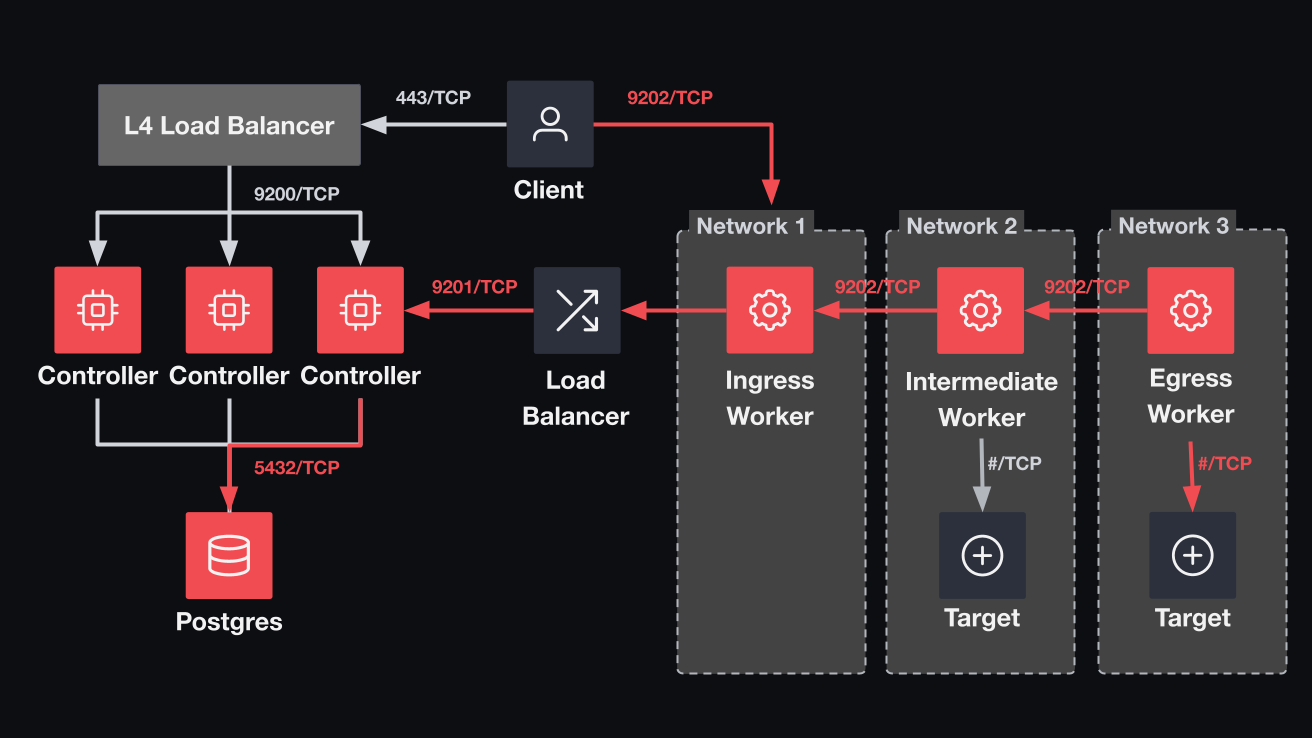 443/TCP
9202/TCP
L4 Load Balancer
Client
9200/TCP
Network 1
Network 2
Network 3
9201/TCP
9202/TCP
9202/TCP
Controller
Controller
Controller
Load
Balancer
Ingress
Worker
Intermediate
Worker
Egress
Worker
5432/TCP
#/TCP
#/TCP
Postgres
Target
Target